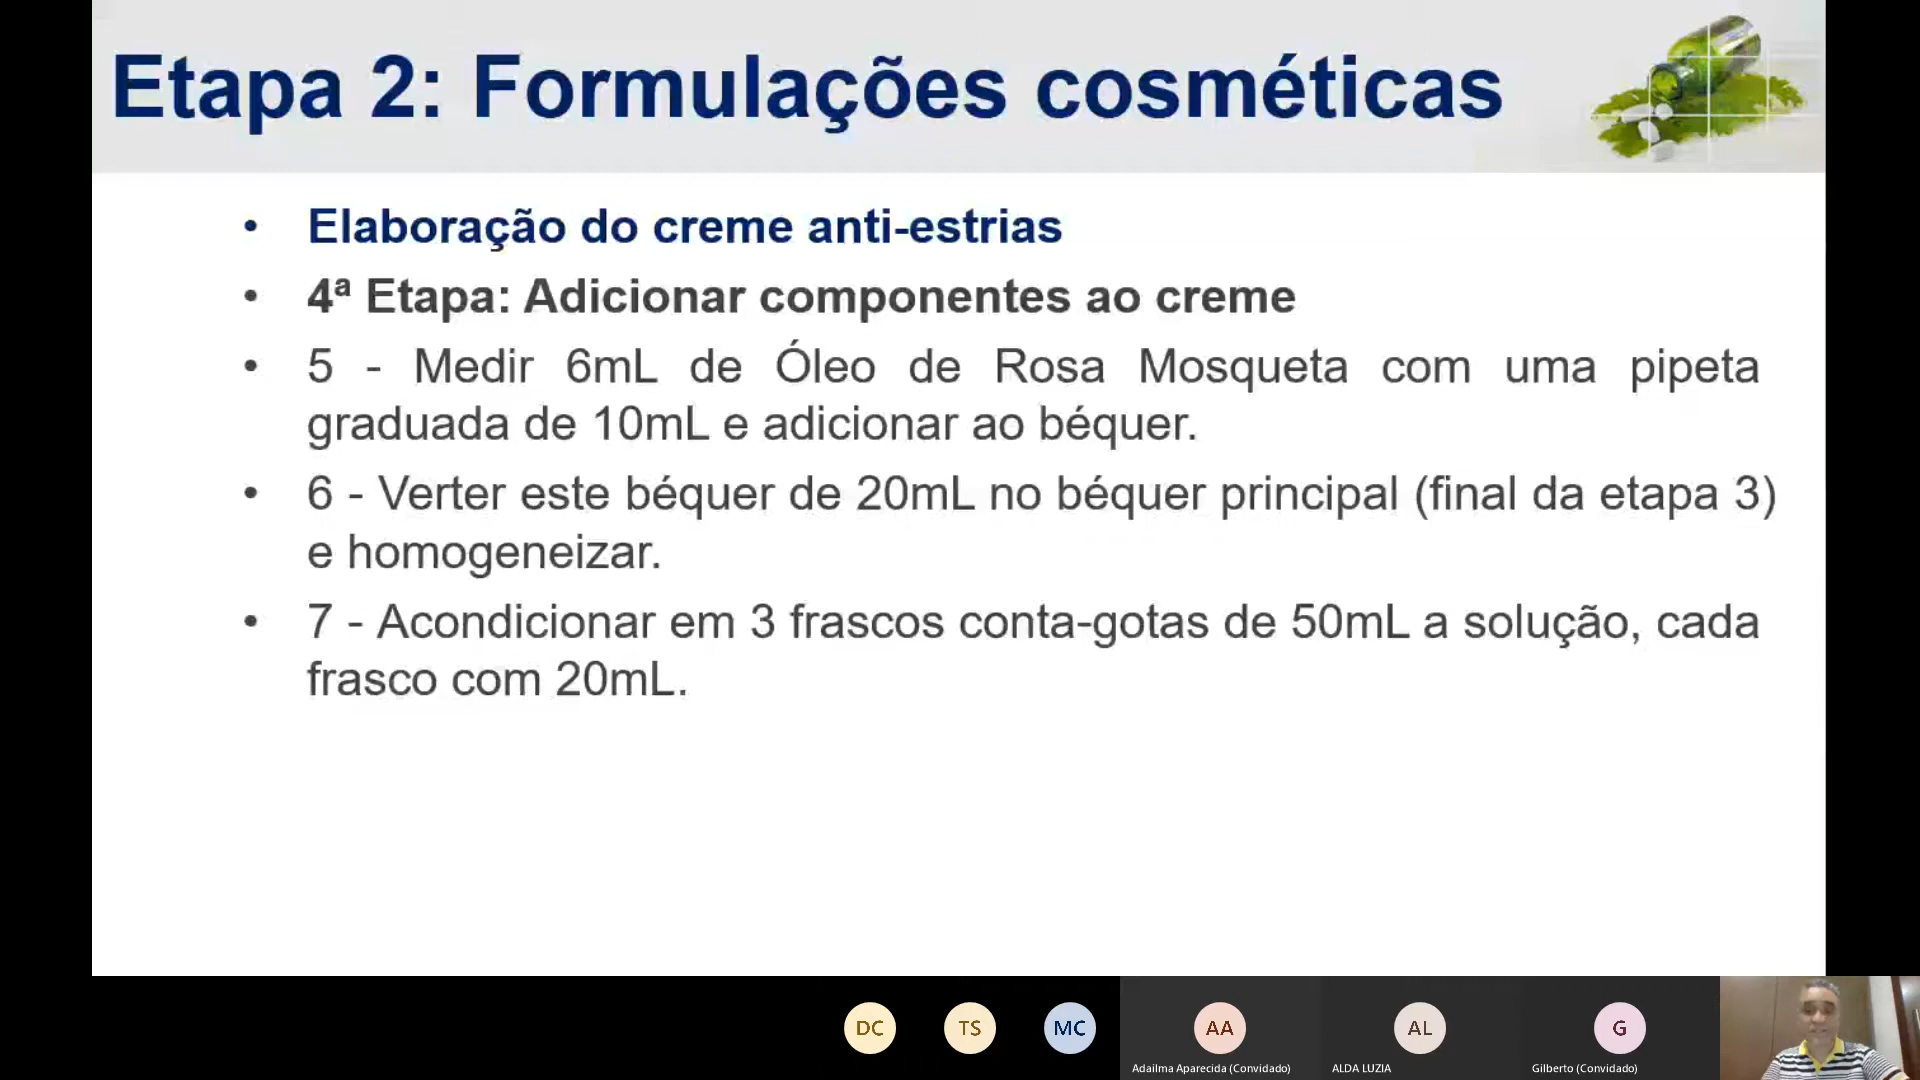 Etapa 2: Formulações cosméticas
• Elaboração do creme anti-estrias
• 4ª Etapa: Adicionar componentes ao creme
• 5 - Medir 6mL de Óleo de Rosa Mosqueta com uma pipeta
graduada de 10mL e adicionar ao béquer.
• 6 - Verter este béquer de 20mL no béquer principal (final da etapa 3)
e homogeneizar.
• 7 - Acondicionar em 3 frascos conta-gotas de 50mL a solução, cada
frasco com 20mL.
DC TS MC AA AL G
Adailma Aparecida (Convidado) ALDA LUZIA Gilberto (Convidado)